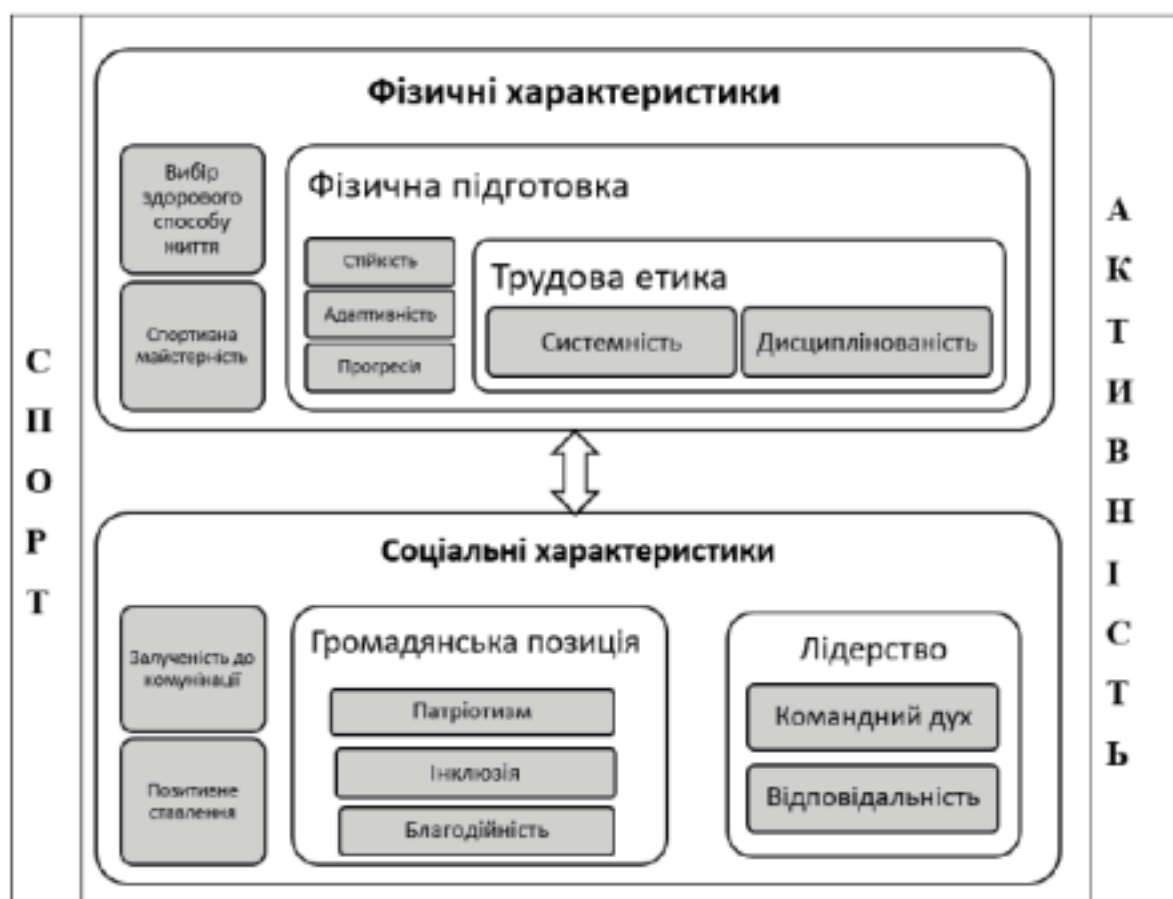 СПОРТ
Фізичні характеристики
Вибір
здорового
способу
життя
Спортивна
майстерність
Фізична підготовка
Стійкість
Адаптивність
Прогресія
Трудова етика
Системність
Дисциплінованість
Соціальні характеристики
Залученість до
комунікації
Позитивне
ставлення
Громадянська позиція
Патріотизм
Інклюзія
Благодійність
Лідерство
Командний дух
Відповідальність
АКТИВНІСТЬ